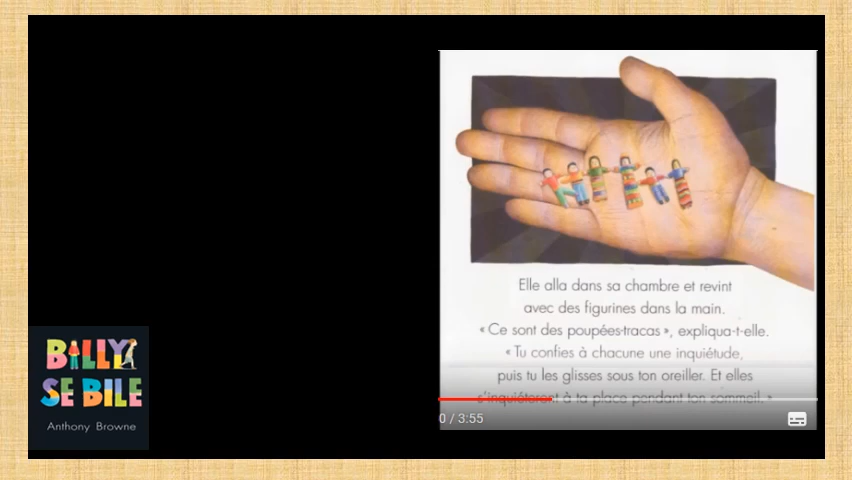 Elle alla dans sa chambre et revint
avec des figurines dans la main.
« Ce sont des poupées-tracas », expliqua-t-elle.
« Tu confies à chacune une inquiétude,
puis tu les glisses sous ton oreiller. Et elles
s'inquiéteront à ta place pendant ton sommeil. »
0 / 3:55
BILLY
SE BILE
Anthony Browne